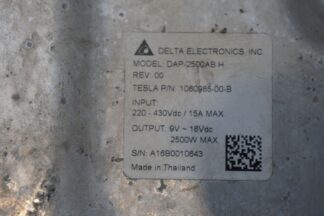 DELTA ELECTRONICS, INC.
MODEL: DAP-2500AB H
REV: 00
TESLA P/N: 1060985-00-B
INPUT:
220 - 430Vdc / 15A MAX
OUTPUT: 9V ~ 16Vdc
2500W MAX.
S/N: A16B0010643
Made in Thailand